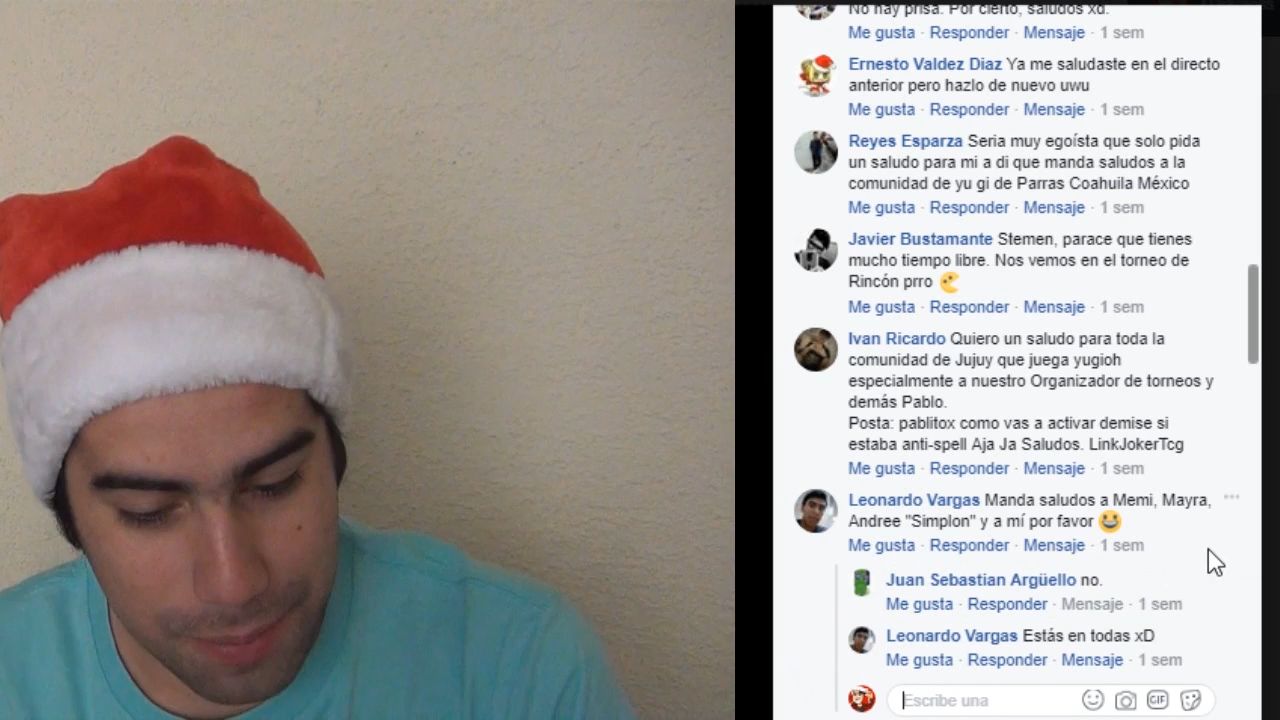 No hay prisa. Por cierto, saludos xd.
Me gusta · Responder · Mensaje · 1 sem
Ernesto Valdez Diaz Ya me saludaste en el directo
anterior pero hazlo de nuevo uwu
Me gusta · Responder · Mensaje · 1 sem
Reyes Esparza Seria muy egoísta que solo pida
un saludo para mi a di que manda saludos a la
comunidad de yu gi de Parras Coahuila México
Me gusta · Responder · Mensaje · 1 sem
Javier Bustamante Stemen, parace que tienes
mucho tiempo libre. Nos vemos en el torneo de
Rincón prro
Me gusta · Responder · Mensaje · 1 sem
Ivan Ricardo Quiero un saludo para toda la
comunidad de Jujuy que juega yugioh
especialmente a nuestro Organizador de torneos y
demás Pablo.
Posta: pablitox como vas a activar demise si
estaba anti-spell Aja Ja Saludos. LinkJokerTcg
Me gusta · Responder · Mensaje · 1 sem
Leonardo Vargas Manda saludos a Memi, Mayra,
Andree "Simplon" y a mí por favor
Me gusta · Responder · Mensaje · 1 sem
Juan Sebastian Argüello no.
Me gusta · Responder · Mensaje · 1 sem
Leonardo Vargas Estás en todas xD
Me gusta · Responder · Mensaje · 1 sem
Escribe una
GIF